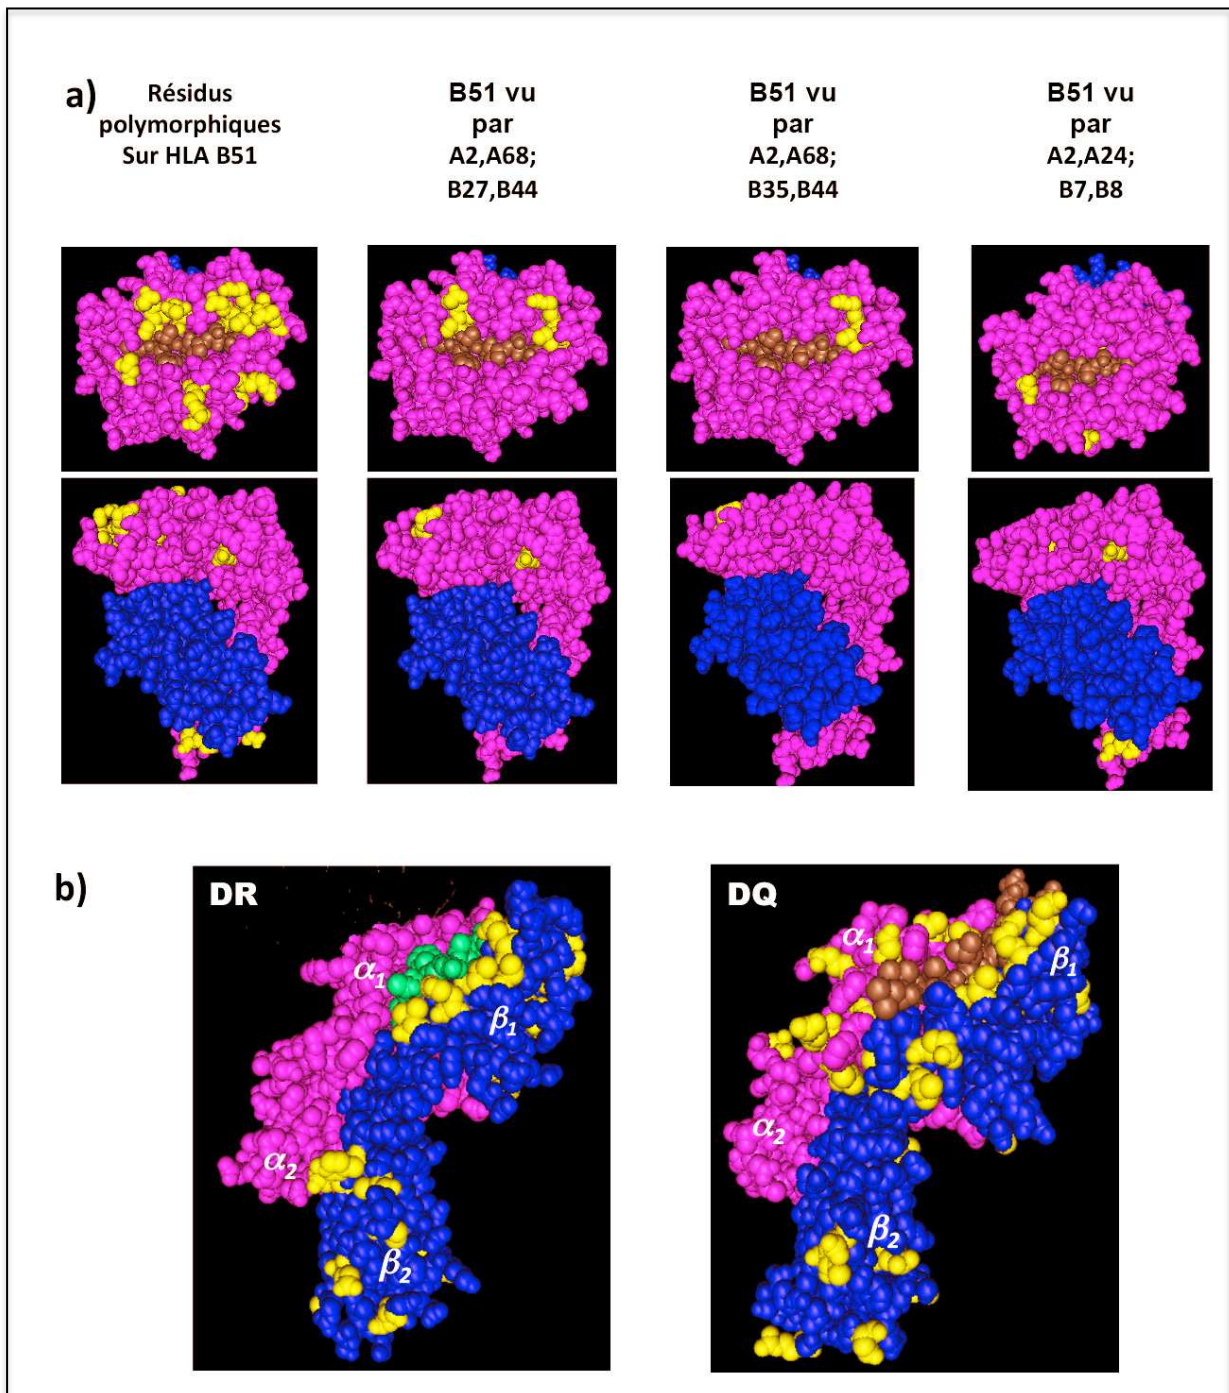 a)
Résidus
polymorphiques
Sur HLA B51
B51 vu
par
A2,A68;
B27,B44
B51 vu
par
A2,A68;
B35,B44
B51 vu
par
A2,A24;
B7,B8
b)
DR
α1
β1
α2
β2
DQ
α1
β1
α2
β2